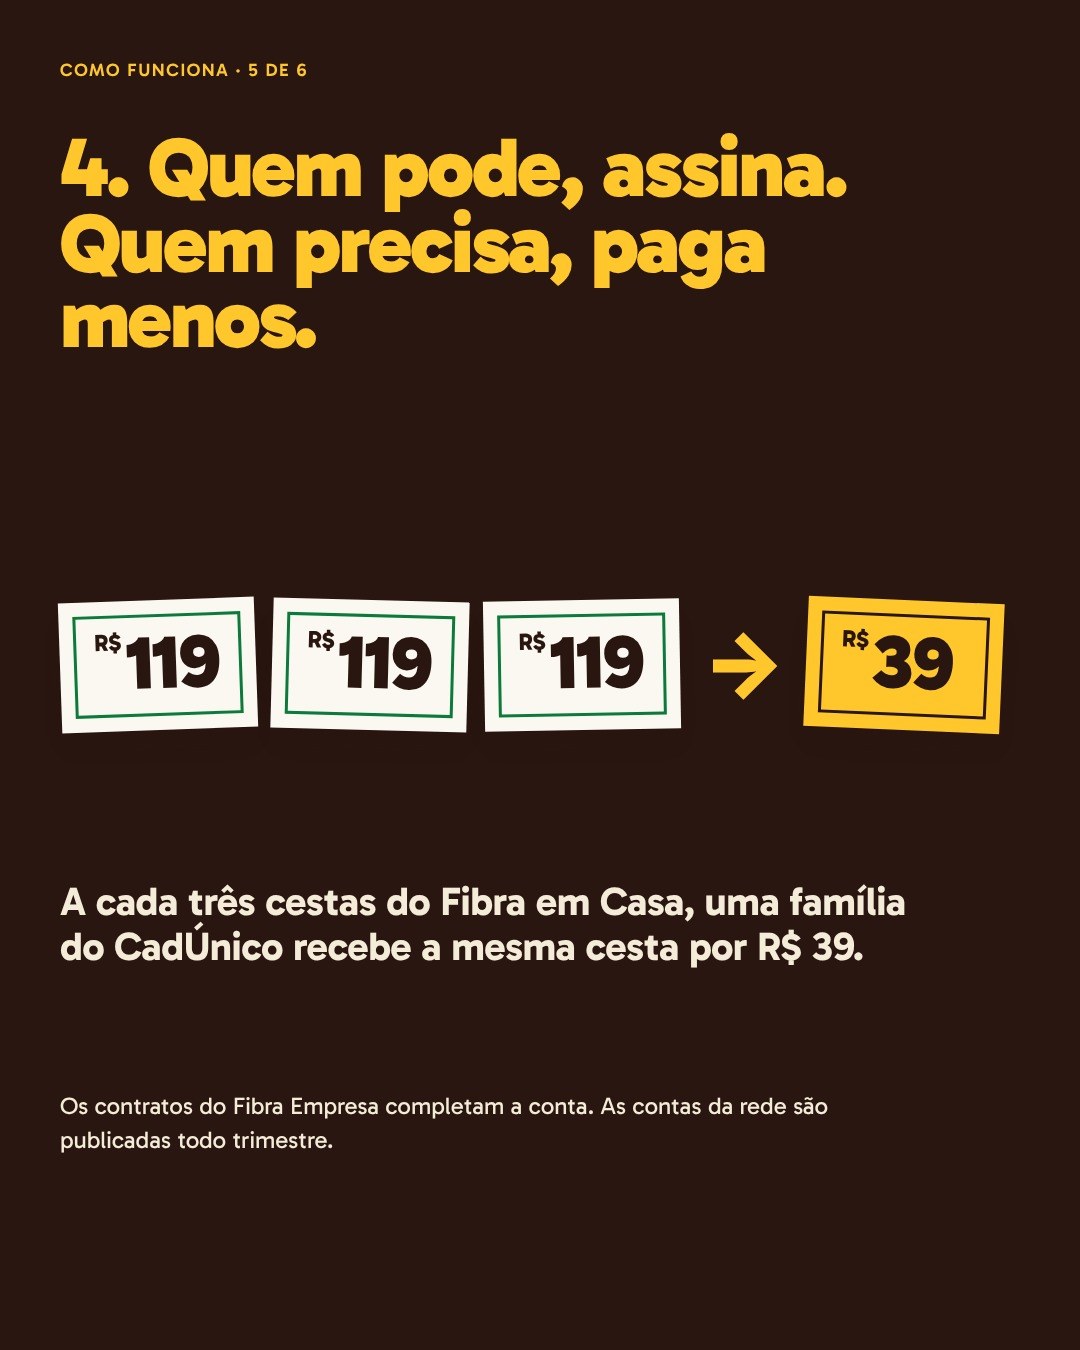 COMO FUNCIONA · 5 DE 6
4. Quem pode, assina.
Quem precisa, paga
menos.
R$ 119
R$ 119
R$ 119
R$ 39
A cada três cestas do Fibra em Casa, uma família
do CadÚnico recebe a mesma cesta por R$ 39.
Os contratos do Fibra Empresa completam a conta. As contas da rede são
publicadas todo trimestre.